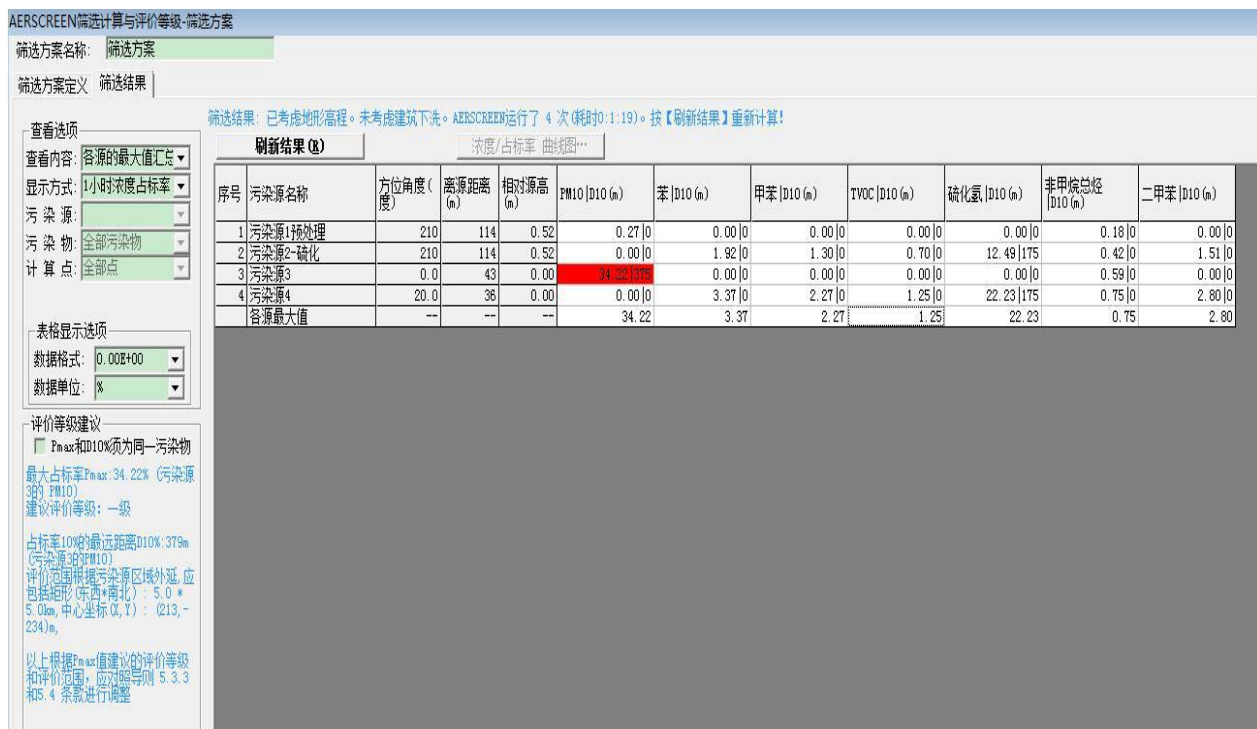 AERSCREEN筛选计算与评价等级-筛选方案
筛选方案名称: 筛选方案
筛选方案定义 筛选结果
筛选结果: 已考虑地形高程。未考虑建筑下洗。AERSCREEN运行了 4 次(耗时0:1:19)。按【刷新结果】重新计算!
查看选项
查看内容: 各源的最大值汇总
显示方式: 1小时浓度占标率
污 染 源:
污 染 物: 全部污染物
计 算 点: 全部点
刷新结果(R) 浓度/占标率 曲线图…
序号 污染源名称 方位角度(度) 离源距离(m) 相对源高(m) PM10|D10(m) 苯|D10(m) 甲苯|D10(m) TVOC|D10(m) 硫化氢|D10(m) 非甲烷总烃|D10(m) 二甲苯|D10(m)
1 污染源1预处理 210 114 0.52 0.27|0 0.00|0 0.00|0 0.00|0 0.00|0 0.18|0 0.00|0
2 污染源2-硫化 210 114 0.52 0.00|0 1.92|0 1.30|0 0.70|0 12.49|175 0.42|0 1.51|0
3 污染源3 0.0 43 0.00 34.22|375 0.00|0 0.00|0 0.00|0 0.00|0 0.59|0 0.00|0
4 污染源4 20.0 36 0.00 0.00|0 3.37|0 2.27|0 1.25|0 22.23|175 0.75|0 2.80|0
各源最大值 -- -- -- 34.22 3.37 2.27 1.25 22.23 0.75 2.80
表格显示选项
数据格式: 0.00E+00
数据单位: %
评价等级建议
Pmax和D10%须为同一污染物
最大占标率Pmax:34.22% (污染源
3的 PM10)
建议评价等级: 一级
占标率10%的最远距离D10%:379m
(污染源3的PM10)
评价范围根据污染源区域外延,应
包括矩形(东西*南北): 5.0 *
5.0km,中心坐标(X,Y): (213,-
234)m,
以上根据Pmax值建议的评价等级
和评价范围,应对照导则 5.3.3
和5.4 条款进行调整